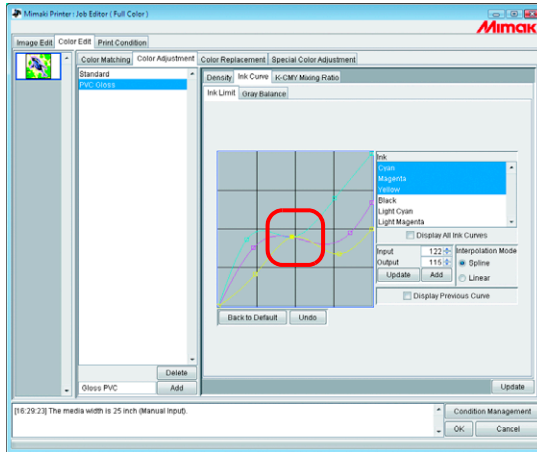 Mimaki Printer : Job Editor ( Full Color )
Mimaki
Image Edit Color Edit Print Condition
Color Matching Color Adjustment Color Replacement Special Color Adjustment
Standard
PVC Gloss
Density Ink Curve K-CMY Mixing Ratio
Ink Limit Gray Balance
Ink
Cyan
Magenta
Yellow
Black
Light Cyan
Light Magenta
Display All Ink Curves
Input 122 Interpolation Mode
Output 115 Spline
Update Add Linear
Display Previous Curve
Back to Default Undo
Delete
Gloss PVC Add
Update
[16:29:23] The media width is 25 inch (Manual Input).
Condition Management
OK Cancel